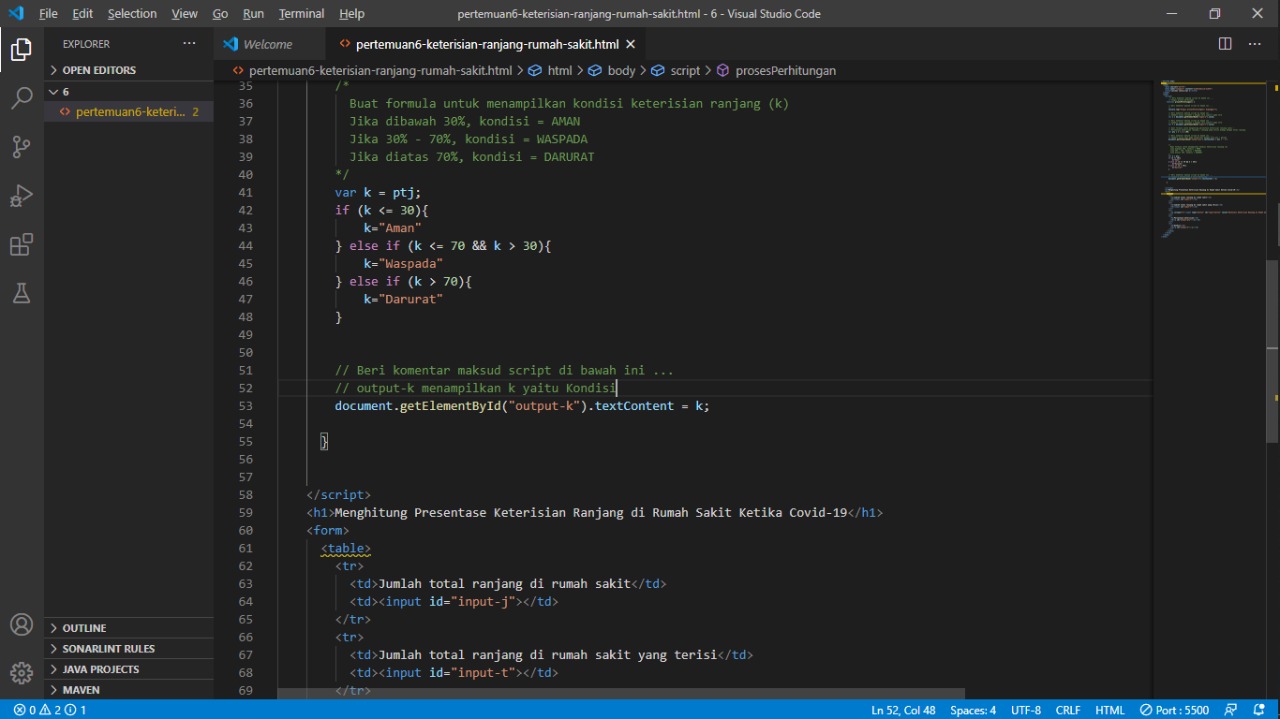 File Edit Selection View Go Run Terminal Help pertemuan6-keterisian-ranjang-rumah-sakit.html - 6 - Visual Studio Code
EXPLORER
Welcome
pertemuan6-keterisian-ranjang-rumah-sakit.html
OPEN EDITORS
pertemuan6-keterisian-ranjang-rumah-sakit.html > html > body > script > prosesPerhitungan
6
pertemuan6-keteri... 2
35 /*
36 Buat formula untuk menampilkan kondisi keterisian ranjang (k)
37 Jika dibawah 30%, kondisi = AMAN
38 Jika 30% - 70%, kondisi = WASPADA
39 Jika diatas 70%, kondisi = DARURAT
40 */
41 var k = ptj;
42 if (k <= 30){
43 k="Aman"
44 } else if (k <= 70 && k > 30){
45 k="Waspada"
46 } else if (k > 70){
47 k="Darurat"
48 }
49
50
51 // Beri komentar maksud script di bawah ini ...
52 // output-k menampilkan k yaitu Kondisi
53 document.getElementById("output-k").textContent = k;
54
55 }
56
57
58 </script>
59 <h1>Menghitung Presentase Keterisian Ranjang di Rumah Sakit Ketika Covid-19</h1>
60 <form>
61 <table>
62 <tr>
63 <td>Jumlah total ranjang di rumah sakit</td>
64 <td><input id="input-j"></td>
65 </tr>
66 <tr>
67 <td>Jumlah total ranjang di rumah sakit yang terisi</td>
68 <td><input id="input-t"></td>
69 </tr>
OUTLINE
SONARLINT RULES
JAVA PROJECTS
MAVEN
0 2 1 Ln 52, Col 48 Spaces: 4 UTF-8 CRLF HTML Port : 5500